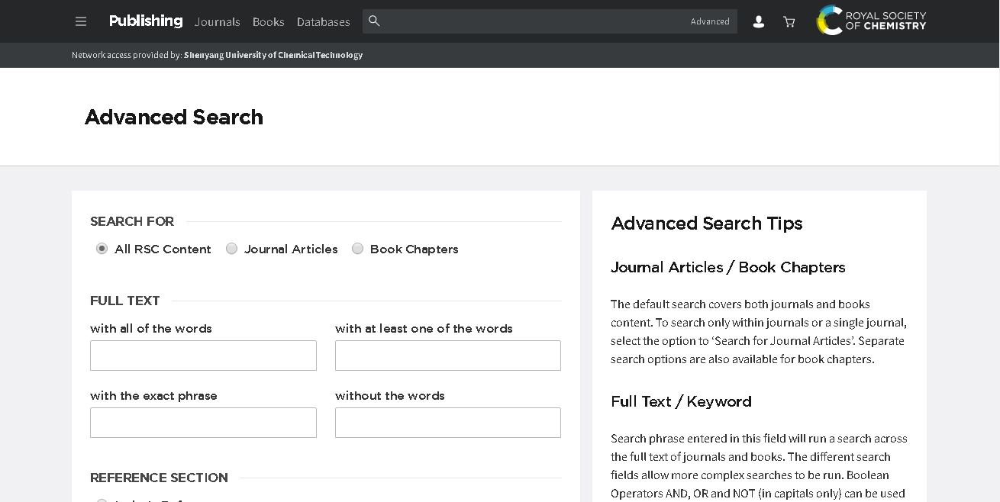 Publishing Journals Books Databases Advanced ROYAL SOCIETY OF CHEMISTRY
Network access provided by: Shenyang University of Chemical Technology
Advanced Search
SEARCH FOR
All RSC Content Journal Articles Book Chapters
FULL TEXT
with all of the words with at least one of the words
with the exact phrase without the words
REFERENCE SECTION
Advanced Search Tips
Journal Articles / Book Chapters
The default search covers both journals and books
content. To search only within journals or a single journal,
select the option to ‘Search for Journal Articles’. Separate
search options are also available for book chapters.
Full Text / Keyword
Search phrase entered in this field will run a search across
the full text of journals and books. The different search
fields allow more complex searches to be run. Boolean
Operators AND, OR and NOT (in capitals only) can be used